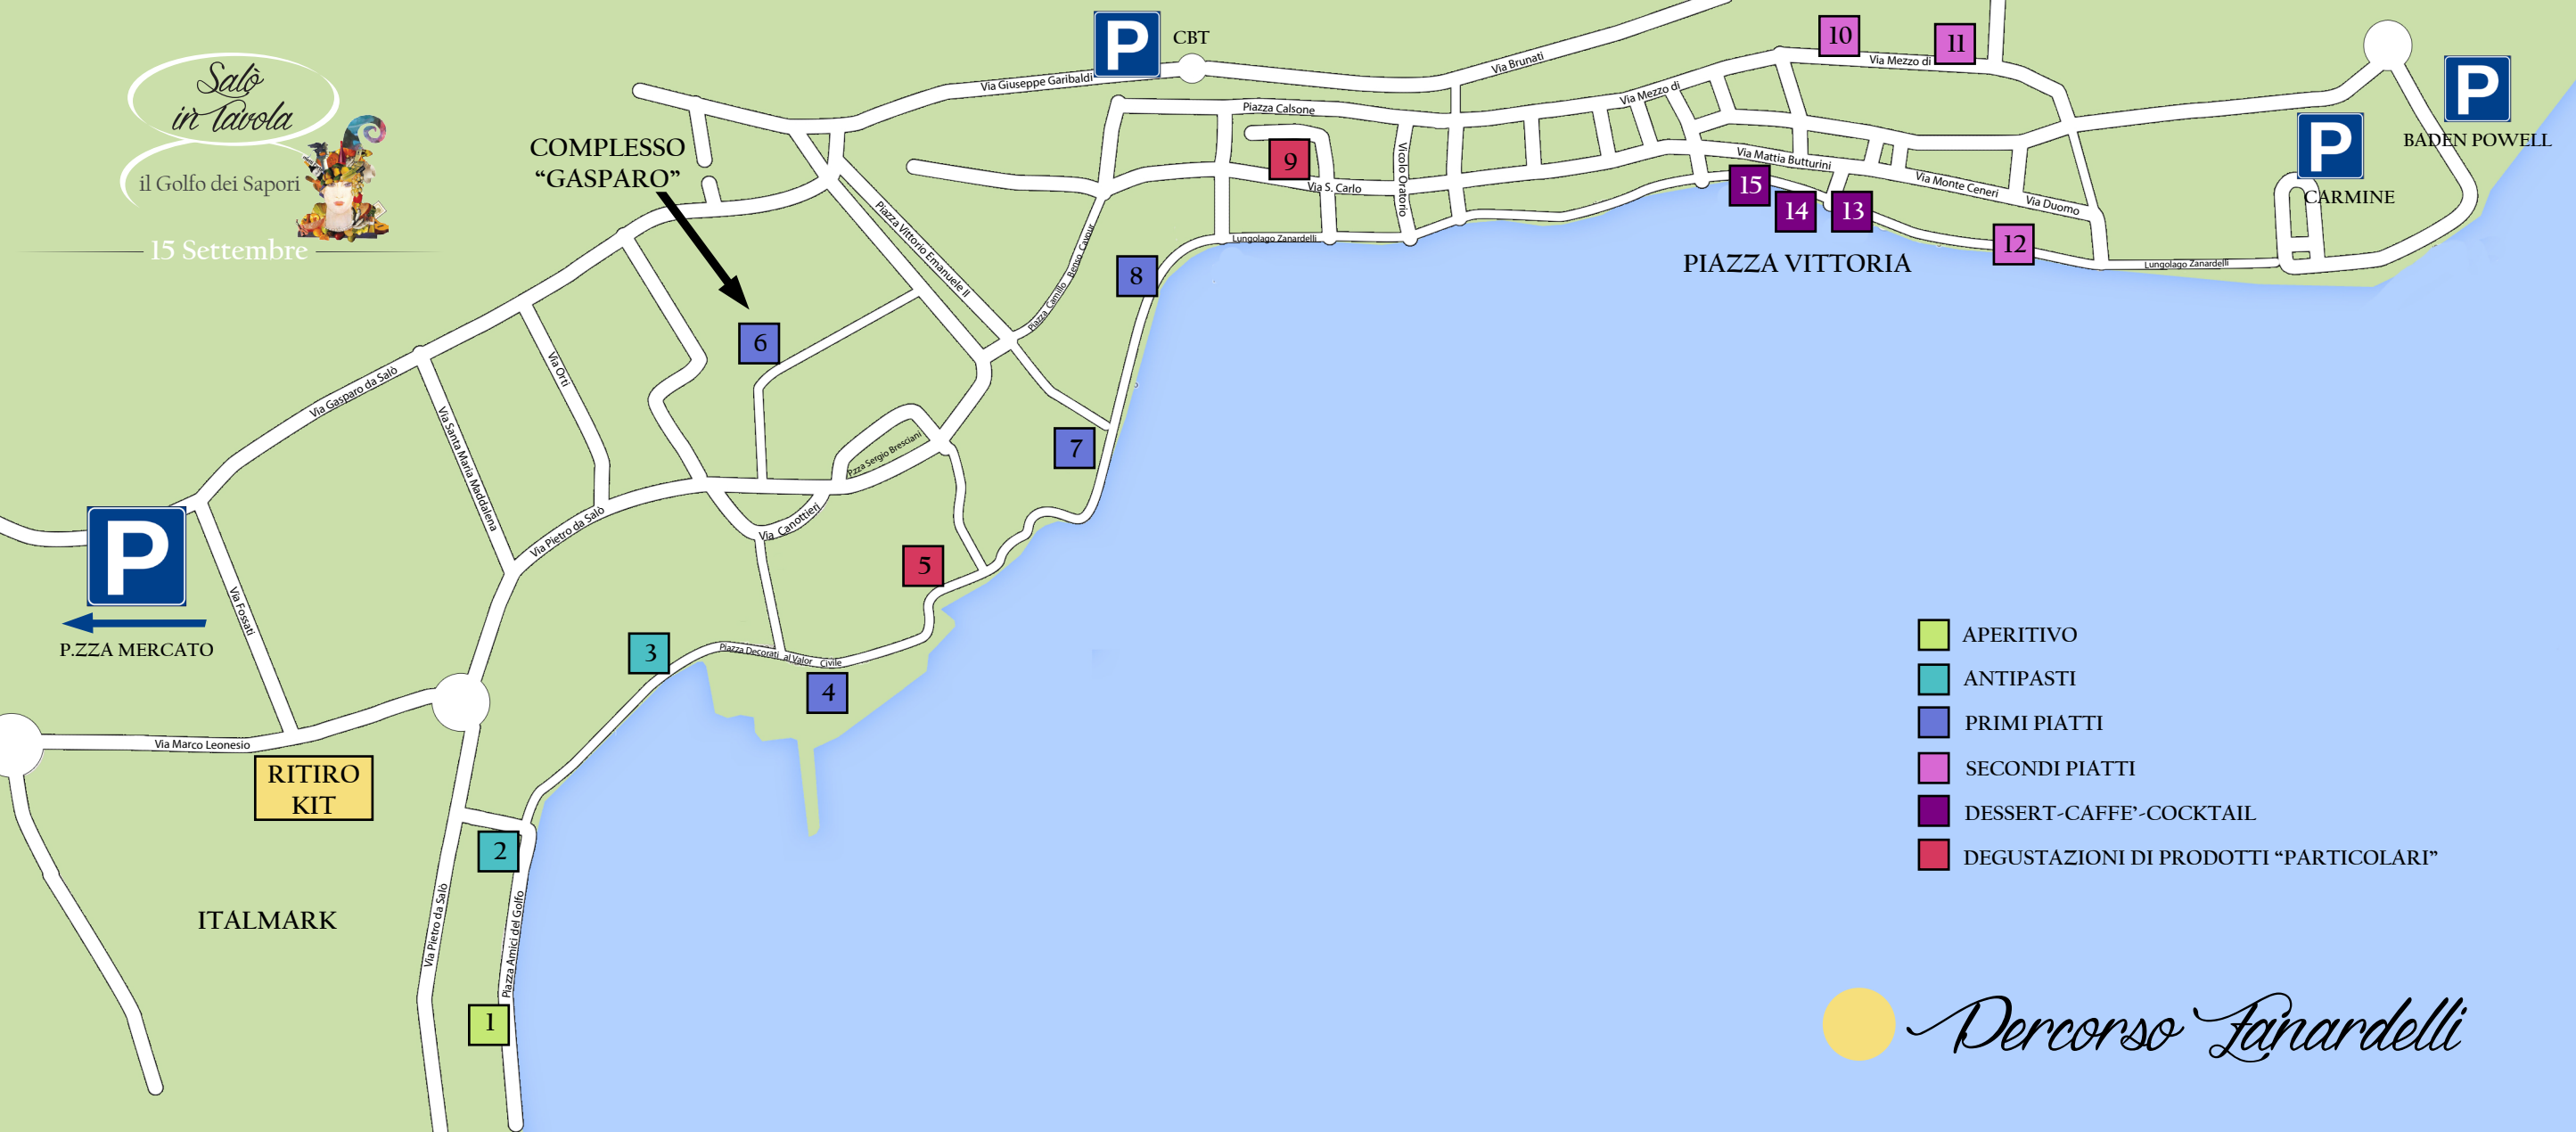 Salò
in Tavola
il Golfo dei Sapori
15 Settembre
COMPLESSO
“GASPARO”
P
CBT
Via Giuseppe Garibaldi
Via Brunati
Piazza Calsone
Via Mezzo di
10
11
Via Mezzo di
P
BADEN POWELL
P
CARMINE
9
Via S. Carlo
Vicolo Oratorio
Via Mattia Butturini
Via Monte Ceneri
Via Duomo
15
14
13
12
PIAZZA VITTORIA
Lungolago Zanardelli
Lungolago Zanardelli
Piazza Vittorio Emanuele II
Piazza Camillo Benso Cavour
8
6
7
Via Gasparo da Salò
Via Orti
Via Santa Maria Maddalena
P.zza Sergio Bresciani
Via Canottieri
Via Pietro da Salò
P
P.ZZA MERCATO
Via Fossati
5
3
Piazza Decorati al Valor Civile
4
Via Marco Leonesio
RITIRO
KIT
2
ITALMARK
Via Pietro da Salò
Piazza Amici del Golfo
1
APERITIVO
ANTIPASTI
PRIMI PIATTI
SECONDI PIATTI
DESSERT-CAFFE’-COCKTAIL
DEGUSTAZIONI DI PRODOTTI “PARTICOLARI”
Percorso Zanardelli